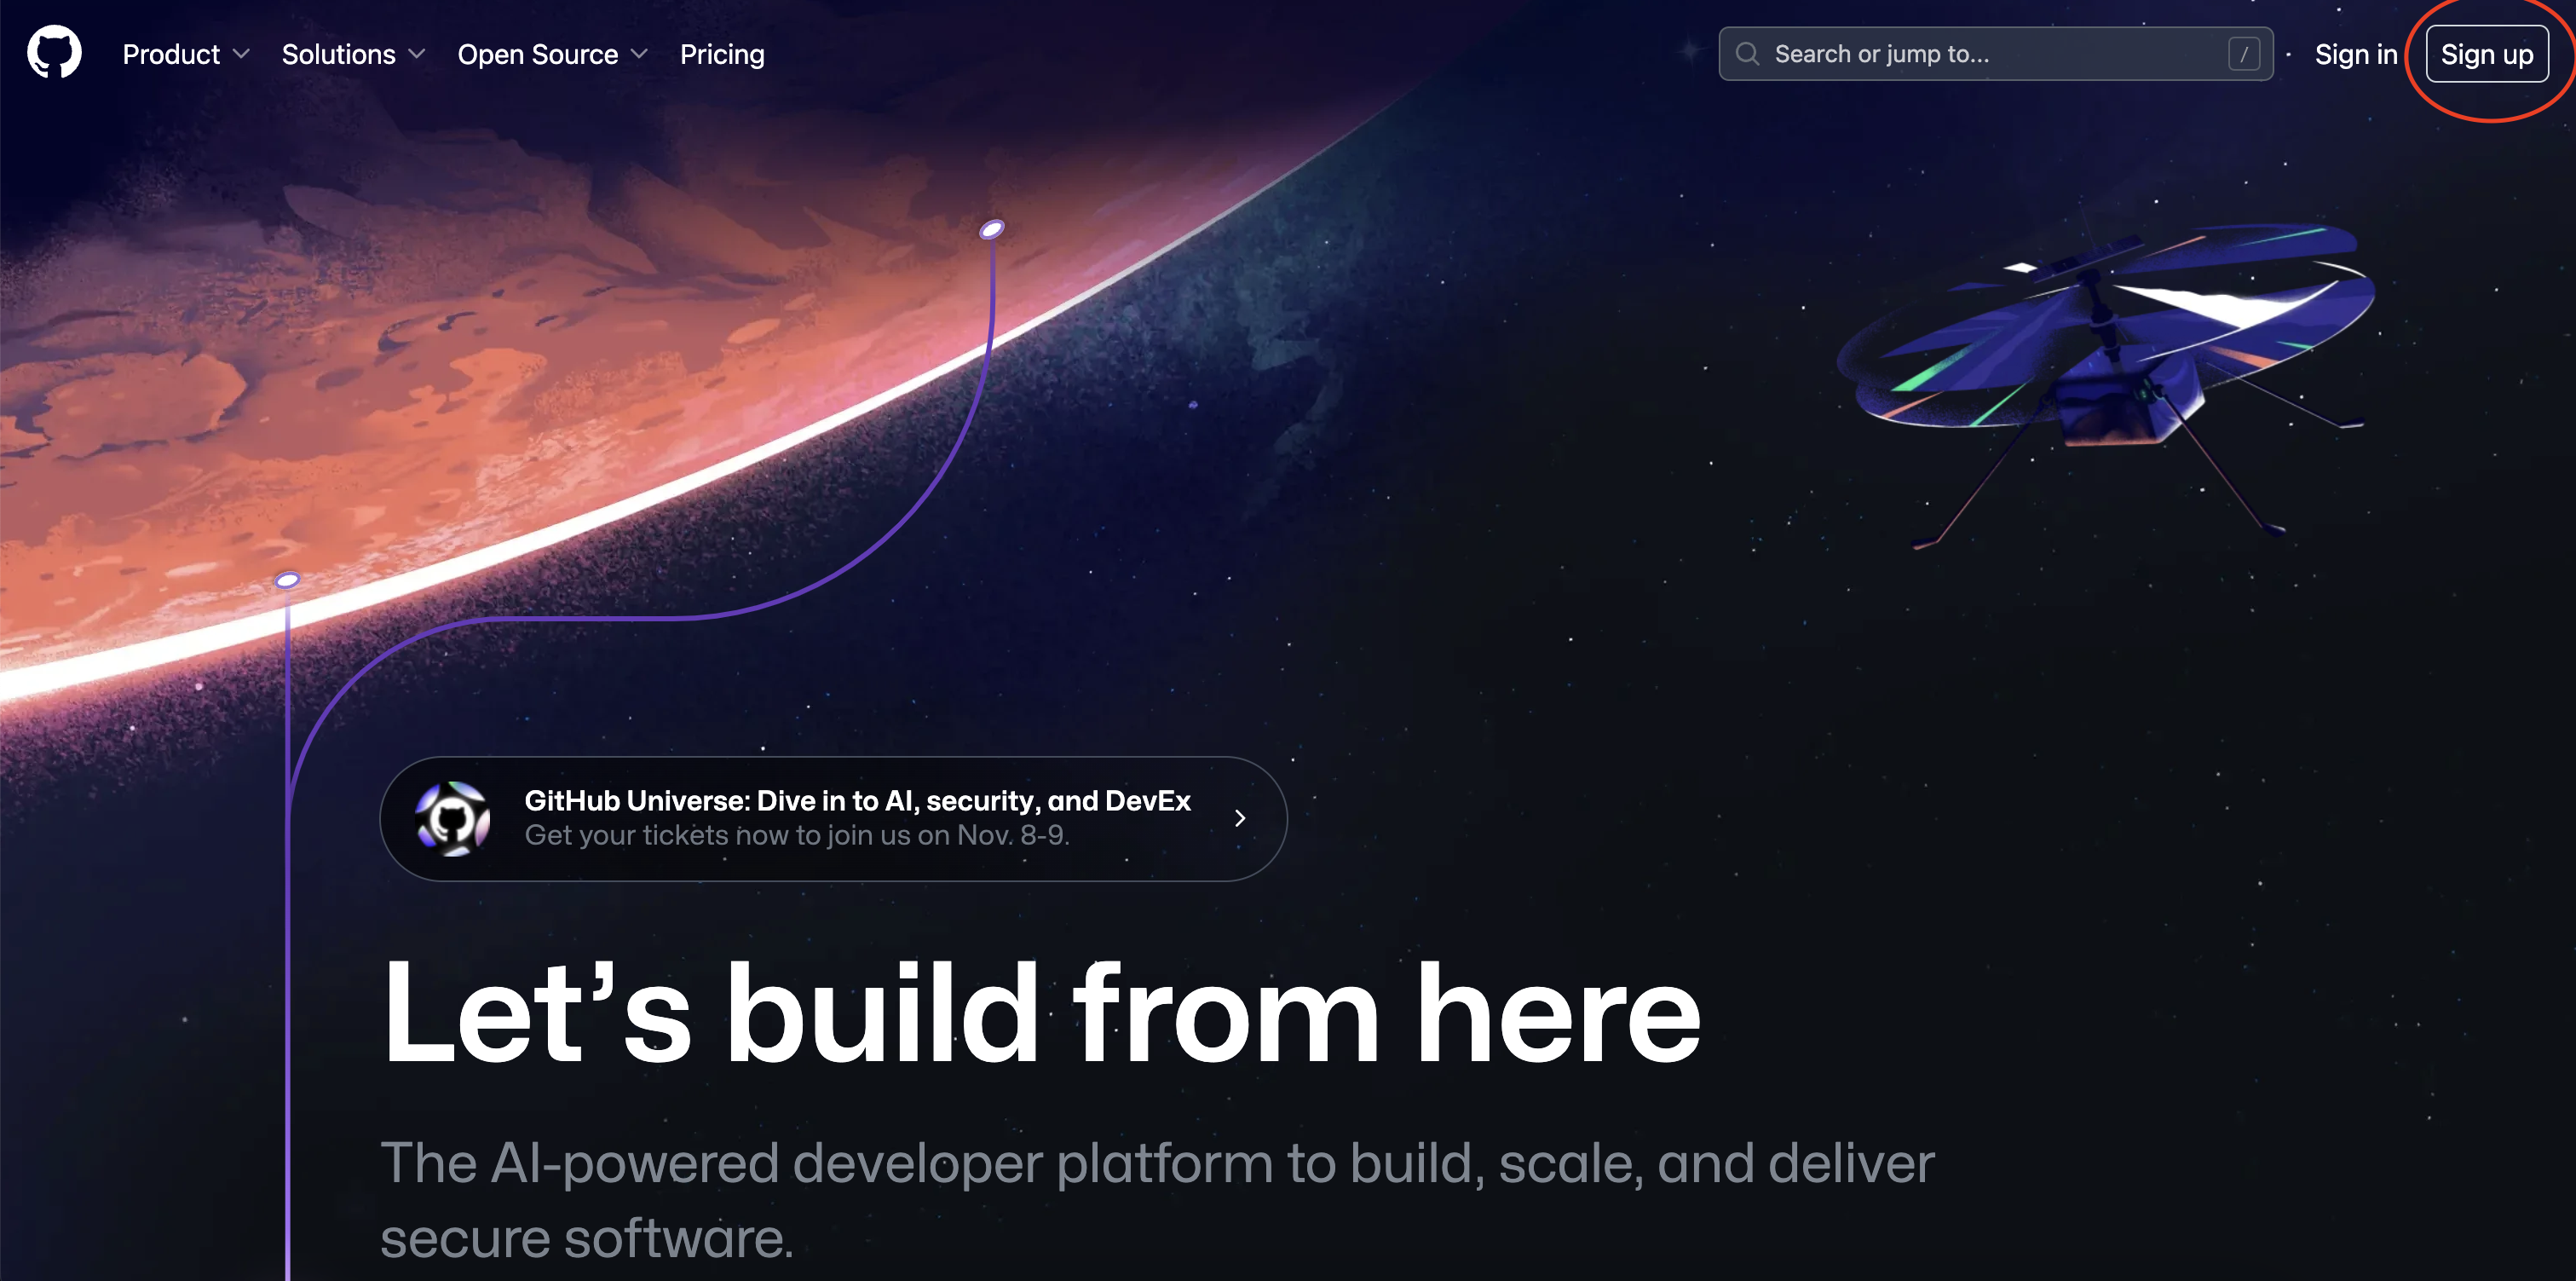 Product
Solutions
Open Source
Pricing
Search or jump to...
/
Sign in
Sign up
GitHub Universe: Dive in to AI, security, and DevEx
Get your tickets now to join us on Nov. 8-9.
Let’s build from here
The AI-powered developer platform to build, scale, and deliver
secure software.